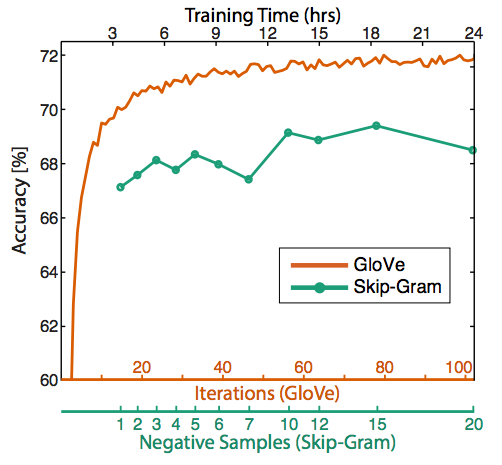 Training Time (hrs)
3 6 9 12 15 18 21 24
72
70
68
66
64
62
60
Accuracy [%]
GloVe
Skip-Gram
20 40 60 80 100
Iterations (GloVe)
1 2 3 4 5 6 7 10 12 15 20
Negative Samples (Skip-Gram)